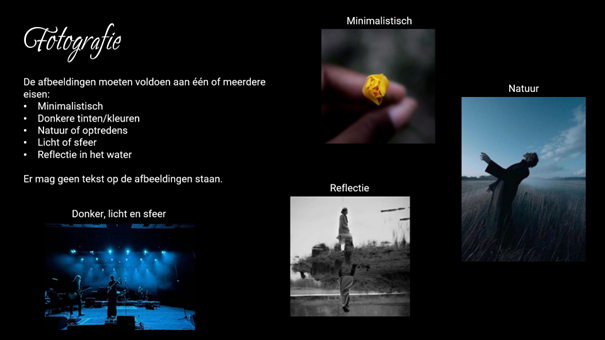 Fotografie
De afbeeldingen moeten voldoen aan één of meerdere
eisen:
• Minimalistisch
• Donkere tinten/kleuren
• Natuur of optredens
• Licht of sfeer
• Reflectie in het water
Er mag geen tekst op de afbeeldingen staan.
Donker, licht en sfeer
Minimalistisch
Reflectie
Natuur